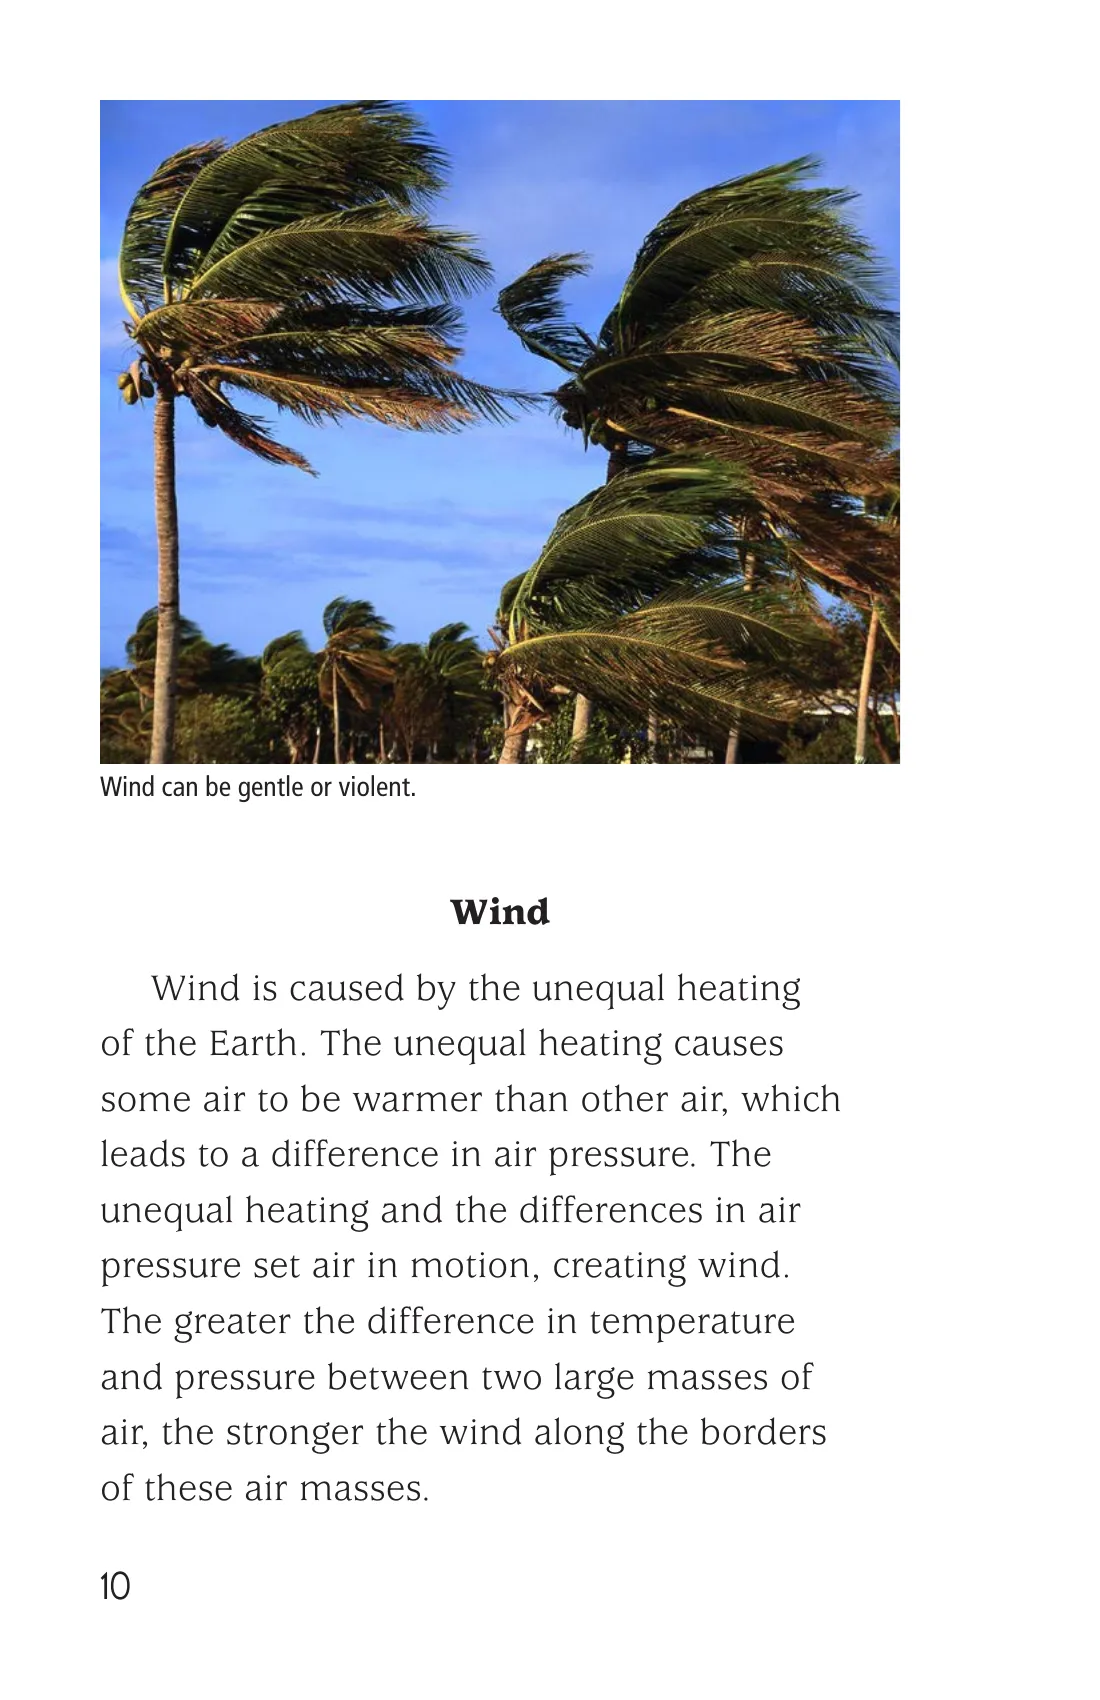 Wind can be gentle or violent.
Wind
Wind is caused by the unequal heating
of the Earth. The unequal heating causes
some air to be warmer than other air, which
leads to a difference in air pressure. The
unequal heating and the differences in air
pressure set air in motion, creating wind.
The greater the difference in temperature
and pressure between two large masses of
air, the stronger the wind along the borders
of these air masses.
10